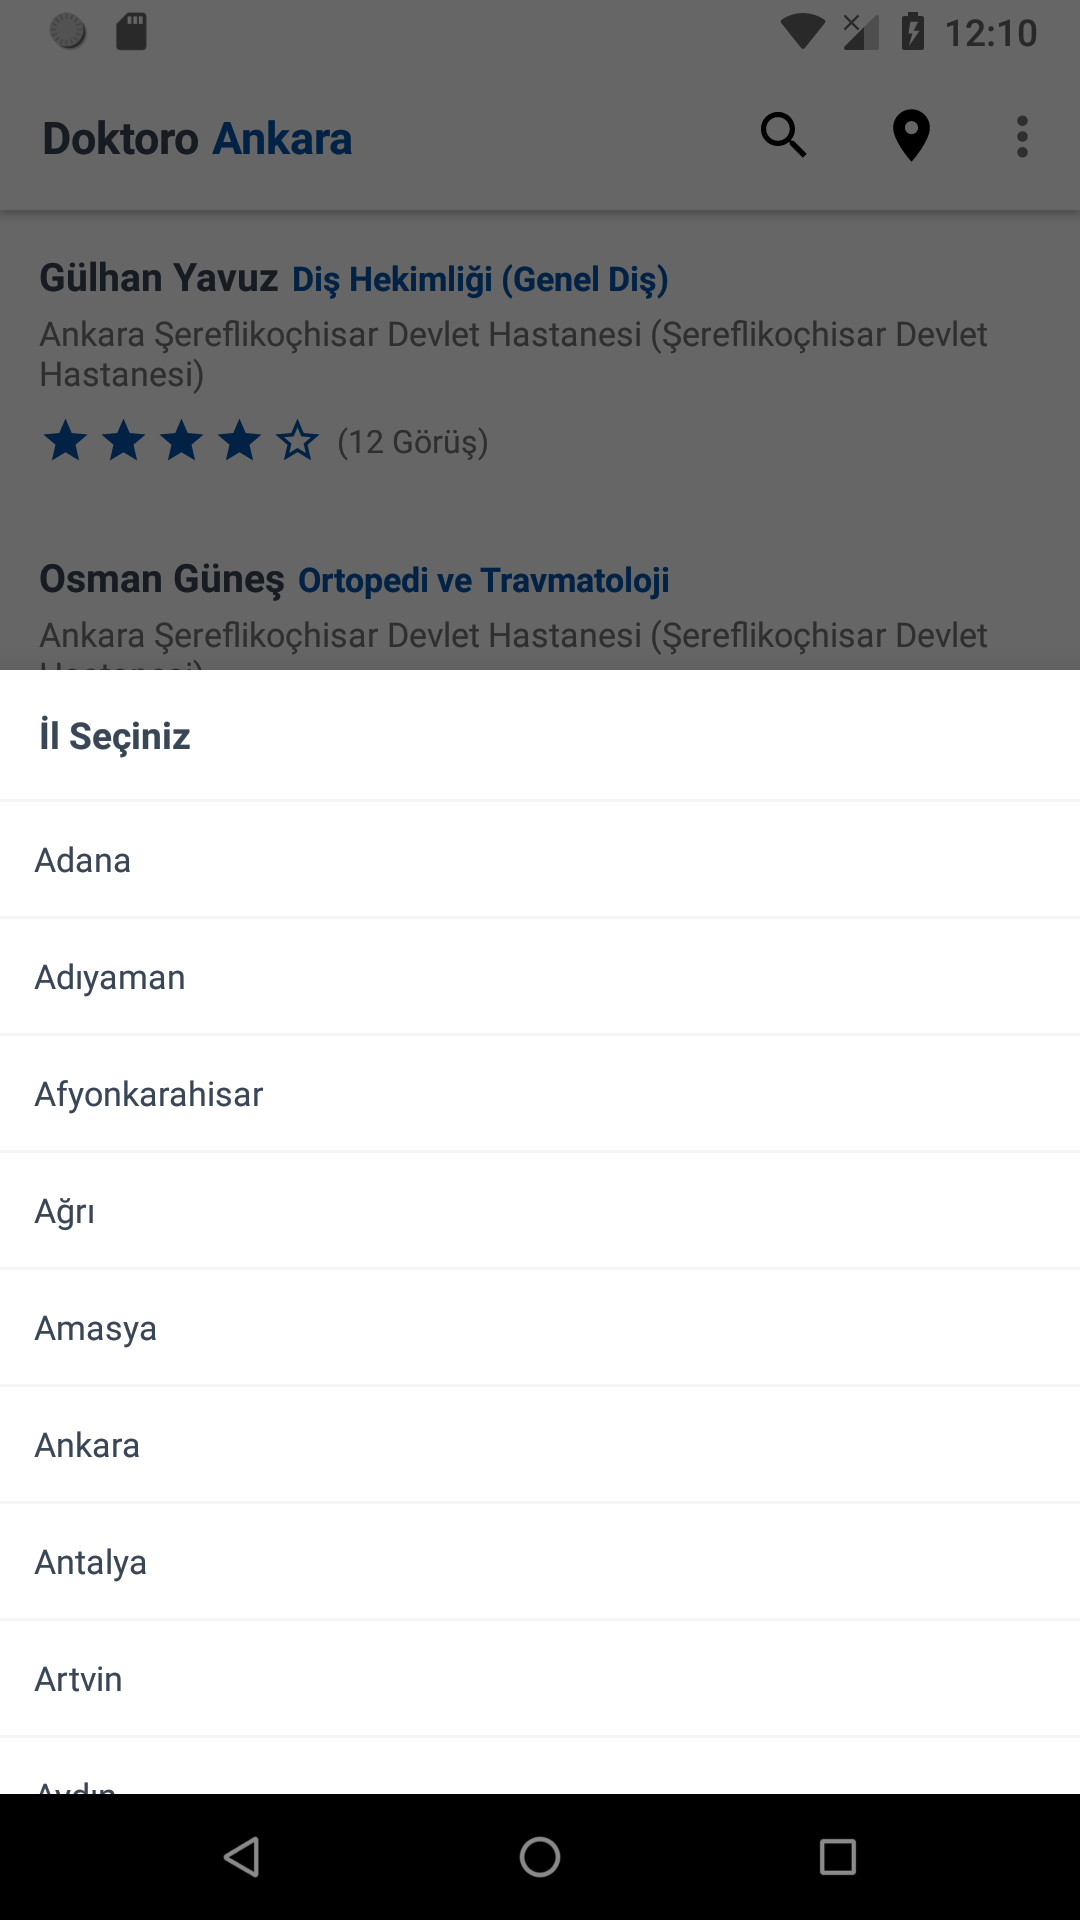 12:10
Doktoro Ankara
Gülhan Yavuz Diş Hekimliği (Genel Diş)
Ankara Şereflikoçhisar Devlet Hastanesi (Şereflikoçhisar Devlet
Hastanesi)
(12 Görüş)
Osman Güneş Ortopedi ve Travmatoloji
Ankara Şereflikoçhisar Devlet Hastanesi (Şereflikoçhisar Devlet
Hastanesi)
İl Seçiniz
Adana
Adıyaman
Afyonkarahisar
Ağrı
Amasya
Ankara
Antalya
Artvin
Aydın